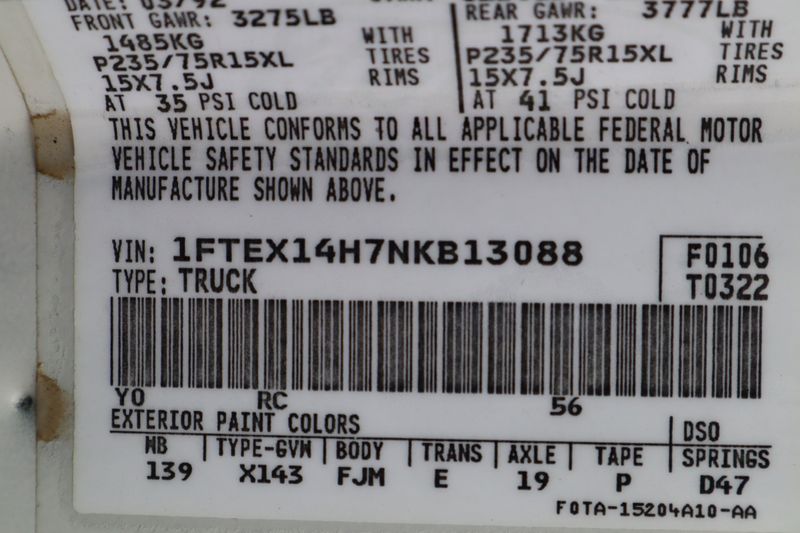 DATE: 03/92
FRONT GAWR: 3275LB REAR GAWR: 3777LB
1485KG WITH 1713KG WITH
P235/75R15XL TIRES P235/75R15XL TIRES
15X7.5J RIMS 15X7.5J RIMS
AT 35 PSI COLD AT 41 PSI COLD
THIS VEHICLE CONFORMS TO ALL APPLICABLE FEDERAL MOTOR
VEHICLE SAFETY STANDARDS IN EFFECT ON THE DATE OF
MANUFACTURE SHOWN ABOVE.
VIN: 1FTEX14H7NKB13088 F0106
TYPE: TRUCK T0322
YO RC 56
EXTERIOR PAINT COLORS DSO
WB TYPE-GVW BODY TRANS AXLE TAPE SPRINGS
139 X143 FJM E 19 P D47
F0TA-15204A10-AA